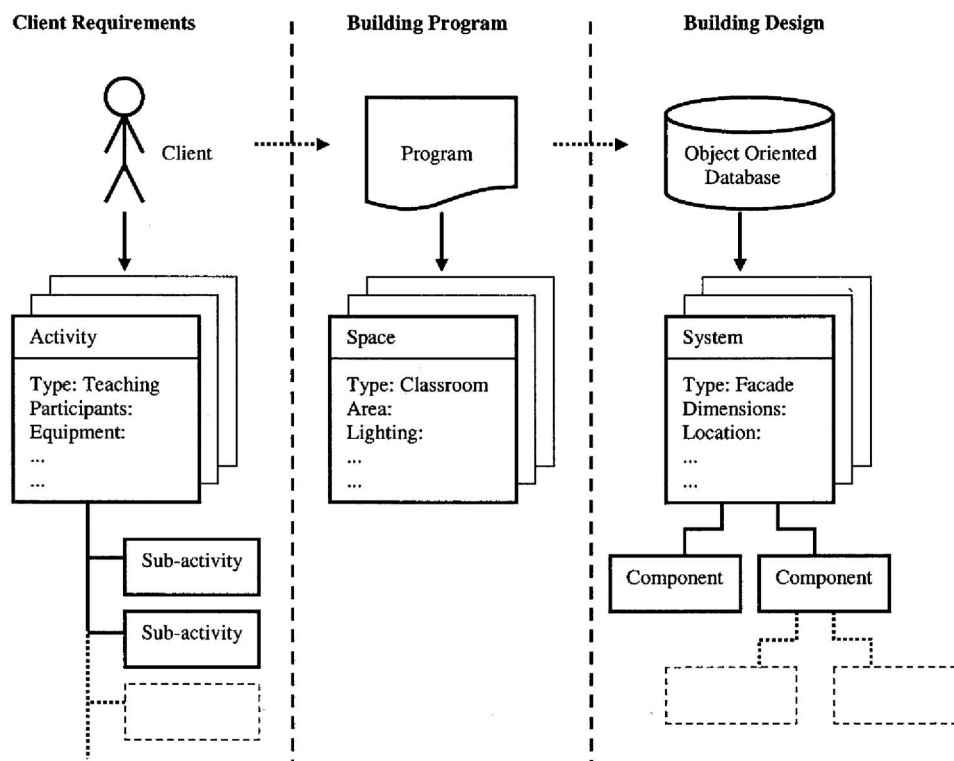 Client Requirements
Building Program
Building Design
Client
Program
Object Oriented
Database
Activity
Type: Teaching
Participants:
Equipment:
...
...
Sub-activity
Sub-activity
Space
Type: Classroom
Area:
Lighting:
...
...
System
Type: Facade
Dimensions:
Location:
...
...
Component
Component